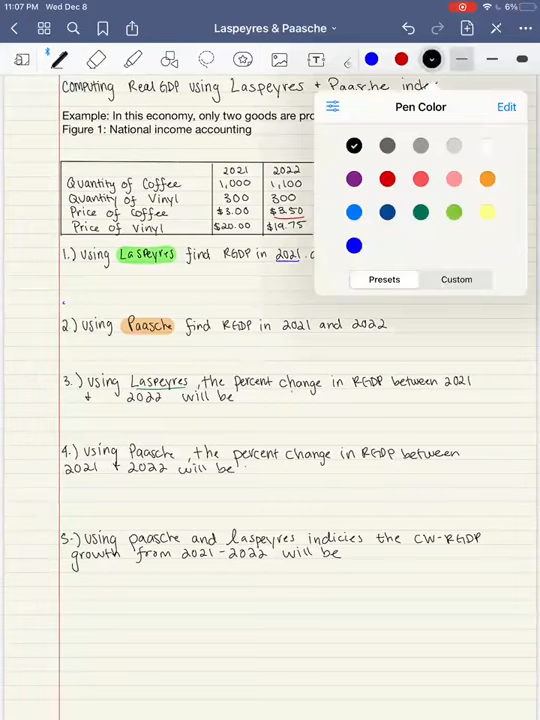 11:07 PM Wed Dec 8
6%
Laspeyres & Paasche
Computing Real GDP using Laspeyres + Paasche
Example: In this economy, only two goods are
Figure 1: National income accounting
2021 2022
Quantity of Coffee 1,000 1,100
Quantity of Vinyl 300 300
Price of Coffee $3.00 $3.50
Price of Vinyl $20.00 $19.75
Pen Color
Edit
Presets Custom
1.) using Laspeyres find RGDP in 2021
2.) using Paasche find RGDP in 2021 and 2022
3.) using Laspeyres, the percent change in RGDP between 2021
+ 2022 will be
4.) using Paasche, the percent change in RGDP between
2021 + 2022 will be
5.) using paasche and laspeyres indicies the CW-RGDP
growth from 2021-2022 will be